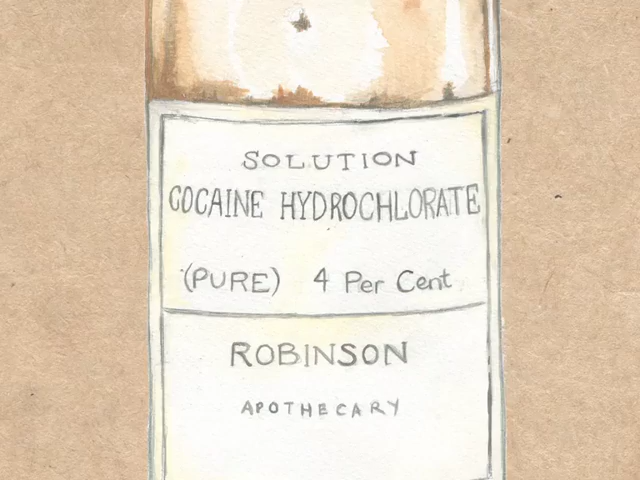 SOLUTION
COCAINE HYDROCHLORATE
(PURE) 4 Per Cent
ROBINSON
APOTHECARY